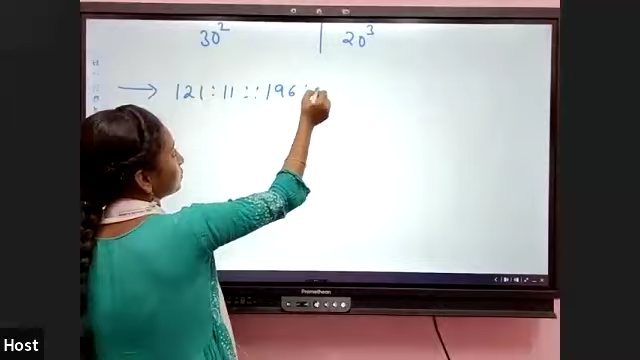 30² | 20³
→ 121 : 11 :: 196 :
Promethean
Host